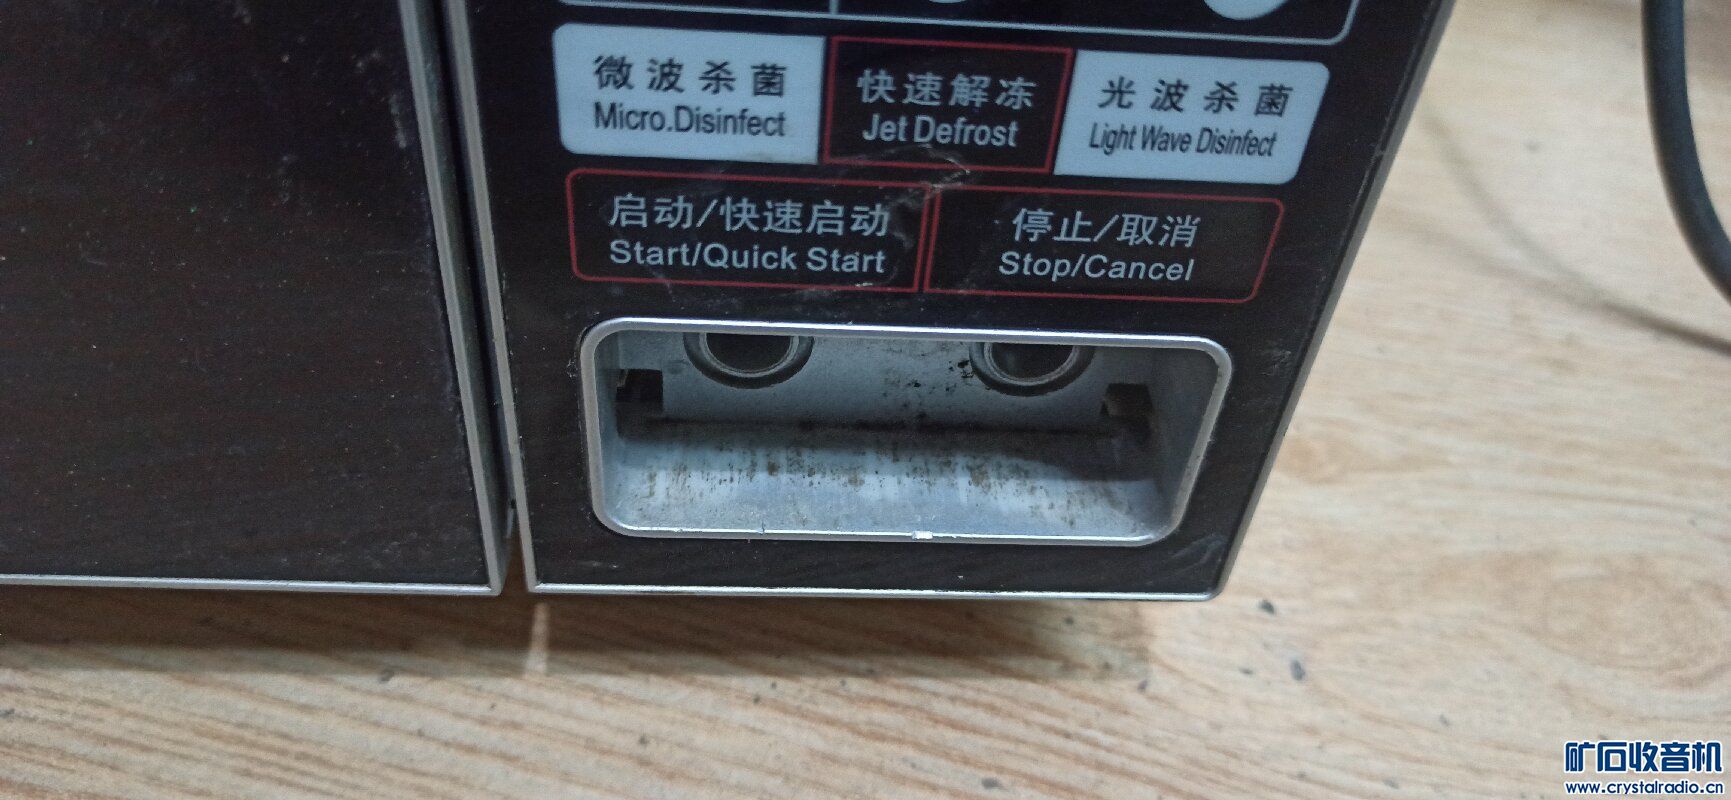 微波杀菌
Micro.Disinfect
快速解冻
Jet Defrost
光波杀菌
Light Wave Disinfect
启动/快速启动
Start/Quick Start
停止/取消
Stop/Cancel
矿石收音机
www.crystalradio.cn